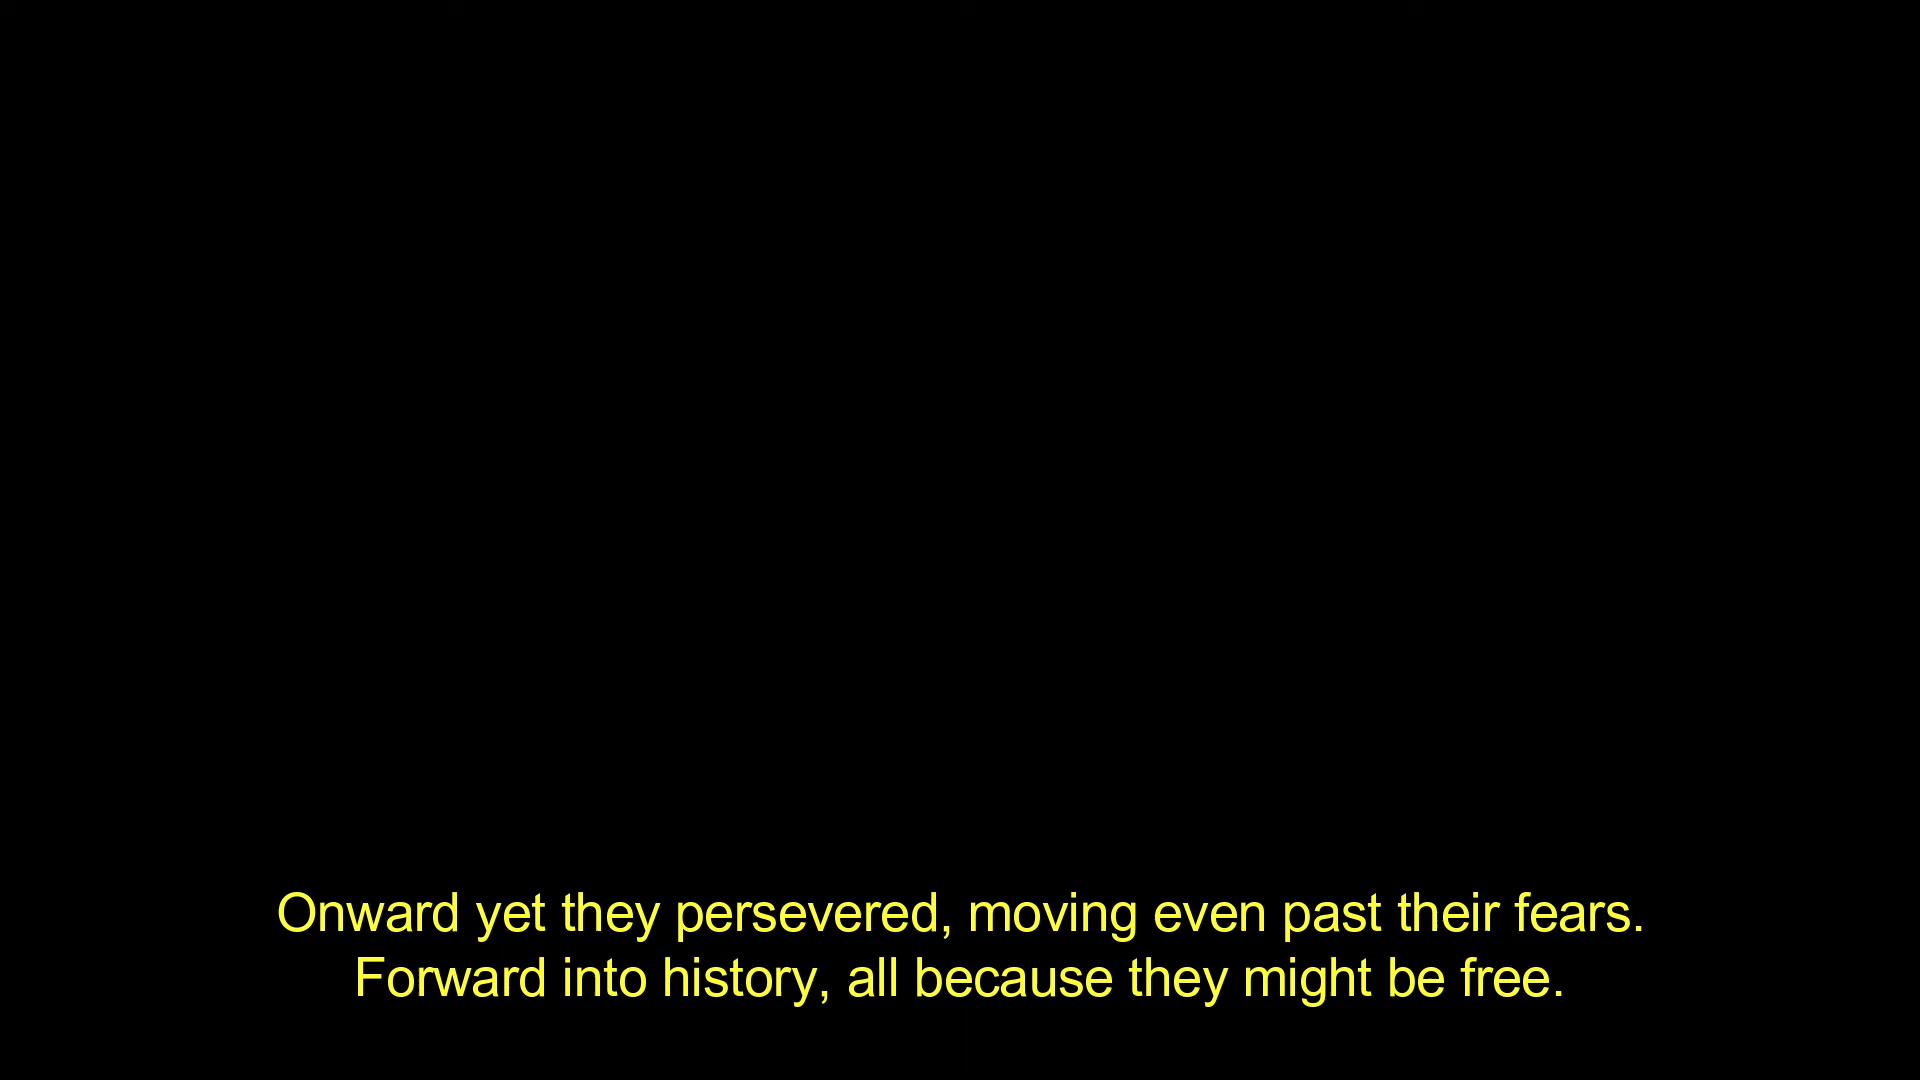 Onward yet they persevered, moving even past their fears.
Forward into history, all because they might be free.